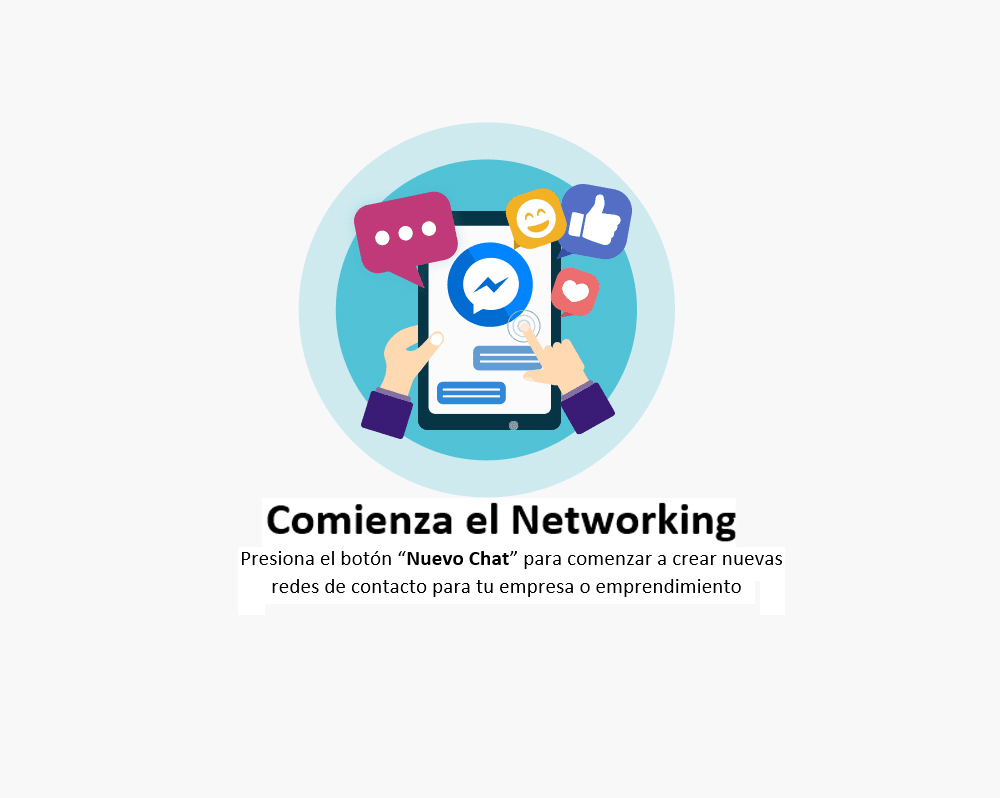 Comienza el Networking
Presiona el botón “Nuevo Chat” para comenzar a crear nuevas
redes de contacto para tu empresa o emprendimiento